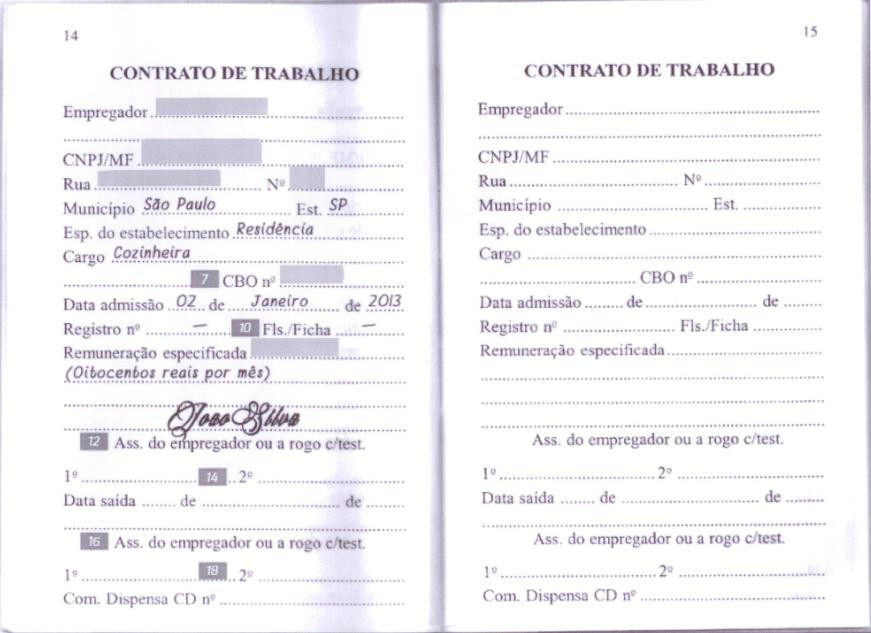 14
CONTRATO DE TRABALHO
Empregador
CNPJ/MF
Rua Nº
Município São Paulo Est. SP
Esp. do estabelecimento Residência
Cargo Cozinheira
7 CBO nº
Data admissão 02 de Janeiro de 2013
Registro nº — 10 Fls./Ficha —
Remuneração especificada
(Oitocentos reais por mês)
Joao Silva
12 Ass. do empregador ou a rogo c/test.
1º 14 2º
Data saída de de
16 Ass. do empregador ou a rogo c/test.
1º 18 2º
Com. Dispensa CD nº
15
CONTRATO DE TRABALHO
Empregador
CNPJ/MF
Rua Nº
Município Est.
Esp. do estabelecimento
Cargo
CBO nº
Data admissão de de
Registro nº Fls./Ficha
Remuneração especificada
Ass. do empregador ou a rogo c/test.
1º 2º
Data saída de de
Ass. do empregador ou a rogo c/test.
1º 2º
Com. Dispensa CD nº